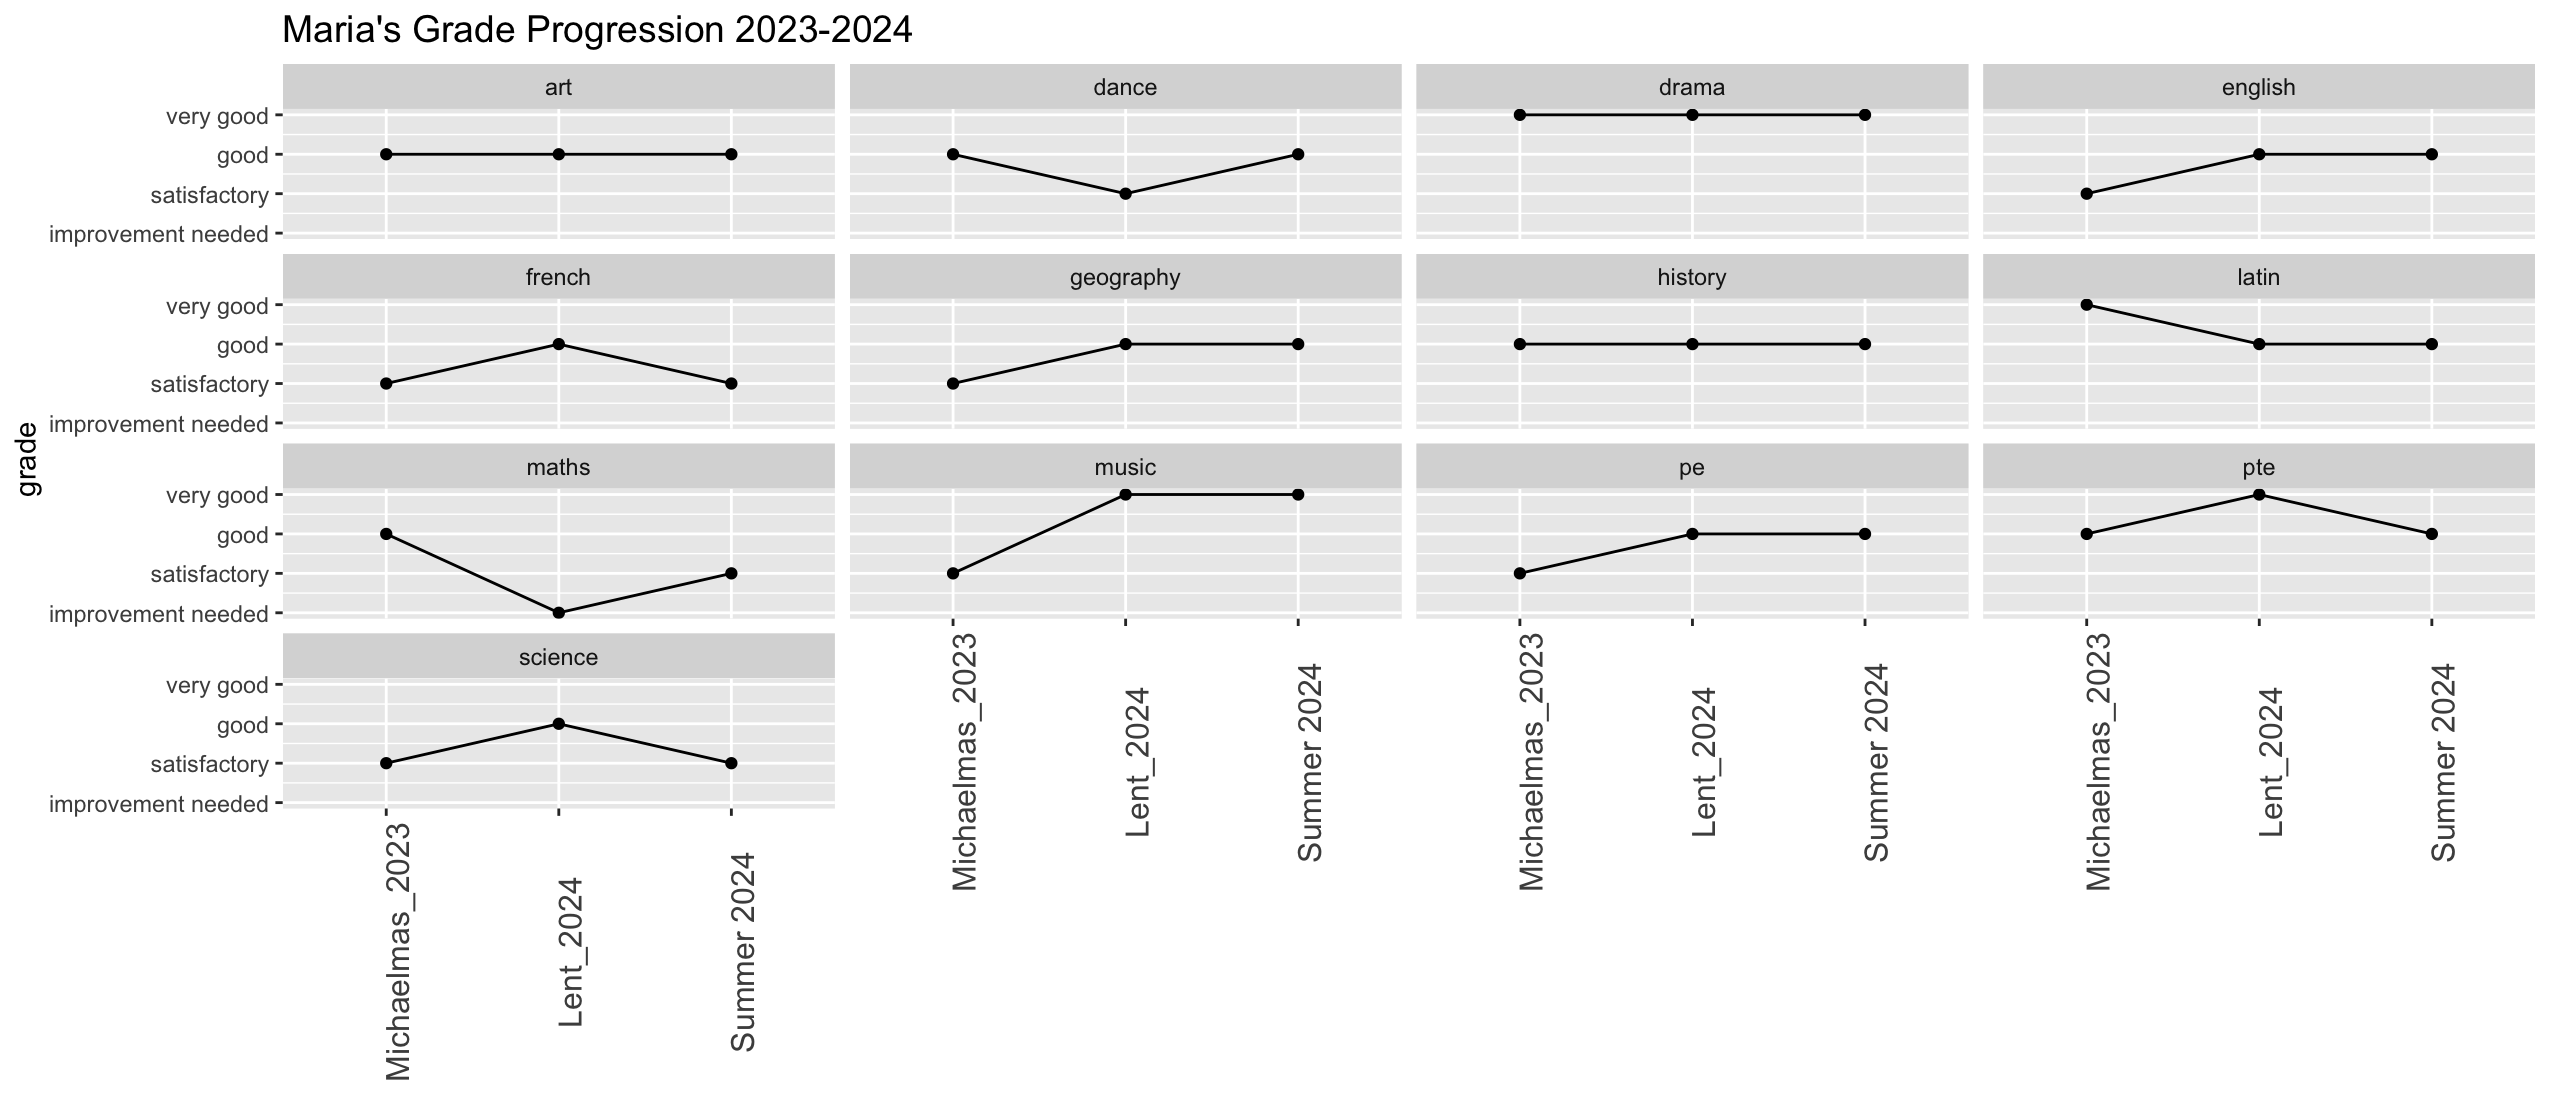 Maria's Grade Progression 2023-2024
art
dance
drama
english
very good
good
satisfactory
improvement needed
french
geography
history
latin
very good
good
satisfactory
improvement needed
grade
maths
music
pe
pte
very good
good
satisfactory
improvement needed
Michaelmas_2023
Lent_2024
Summer 2024
Michaelmas_2023
Lent_2024
Summer 2024
Michaelmas_2023
Lent_2024
Summer 2024
science
very good
good
satisfactory
improvement needed
Michaelmas_2023
Lent_2024
Summer 2024